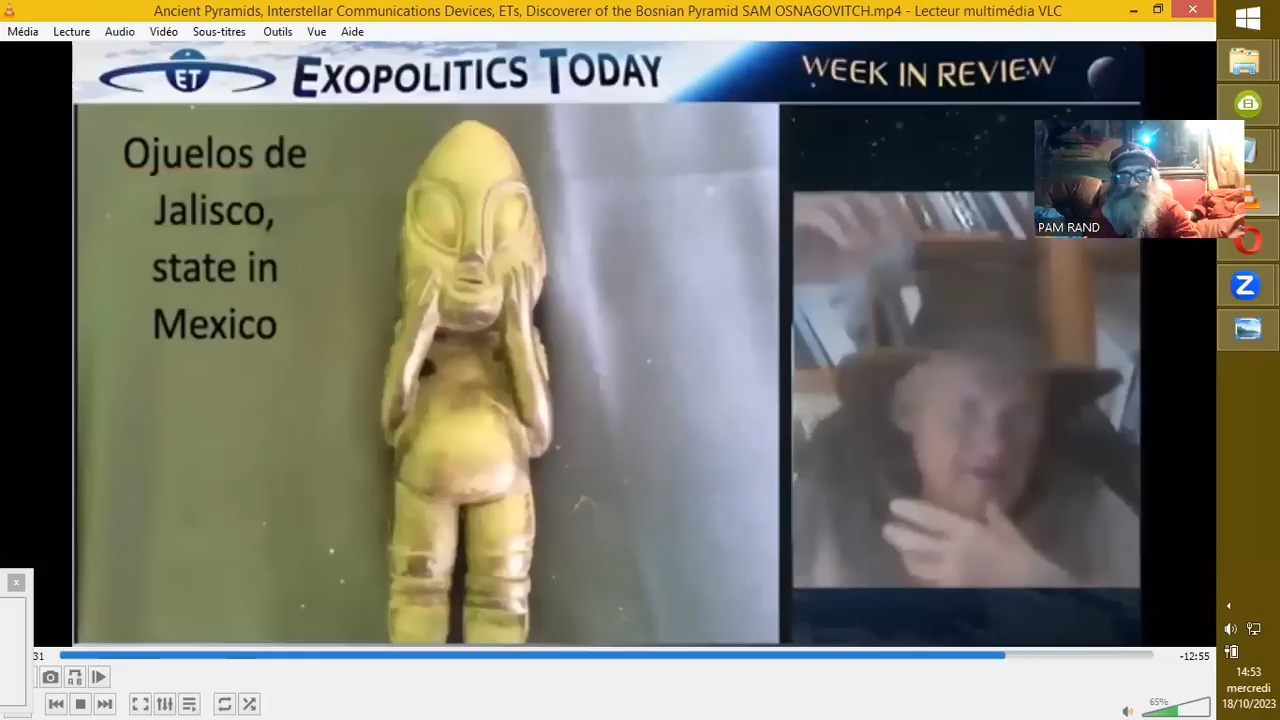 Ancient Pyramids, Interstellar Communications Devices, ETs, Discoverer of the Bosnian Pyramid SAM OSNAGOVITCH.mp4 - Lecteur multimédia VLC
Média Lecture Audio Vidéo Sous-titres Outils Vue Aide
ET EXOPOLITICS TODAY WEEK IN REVIEW
Ojuelos de
Jalisco,
state in
Mexico
PAM RAND
Z
31 -12:55
65%
14:53
mercredi
18/10/2023